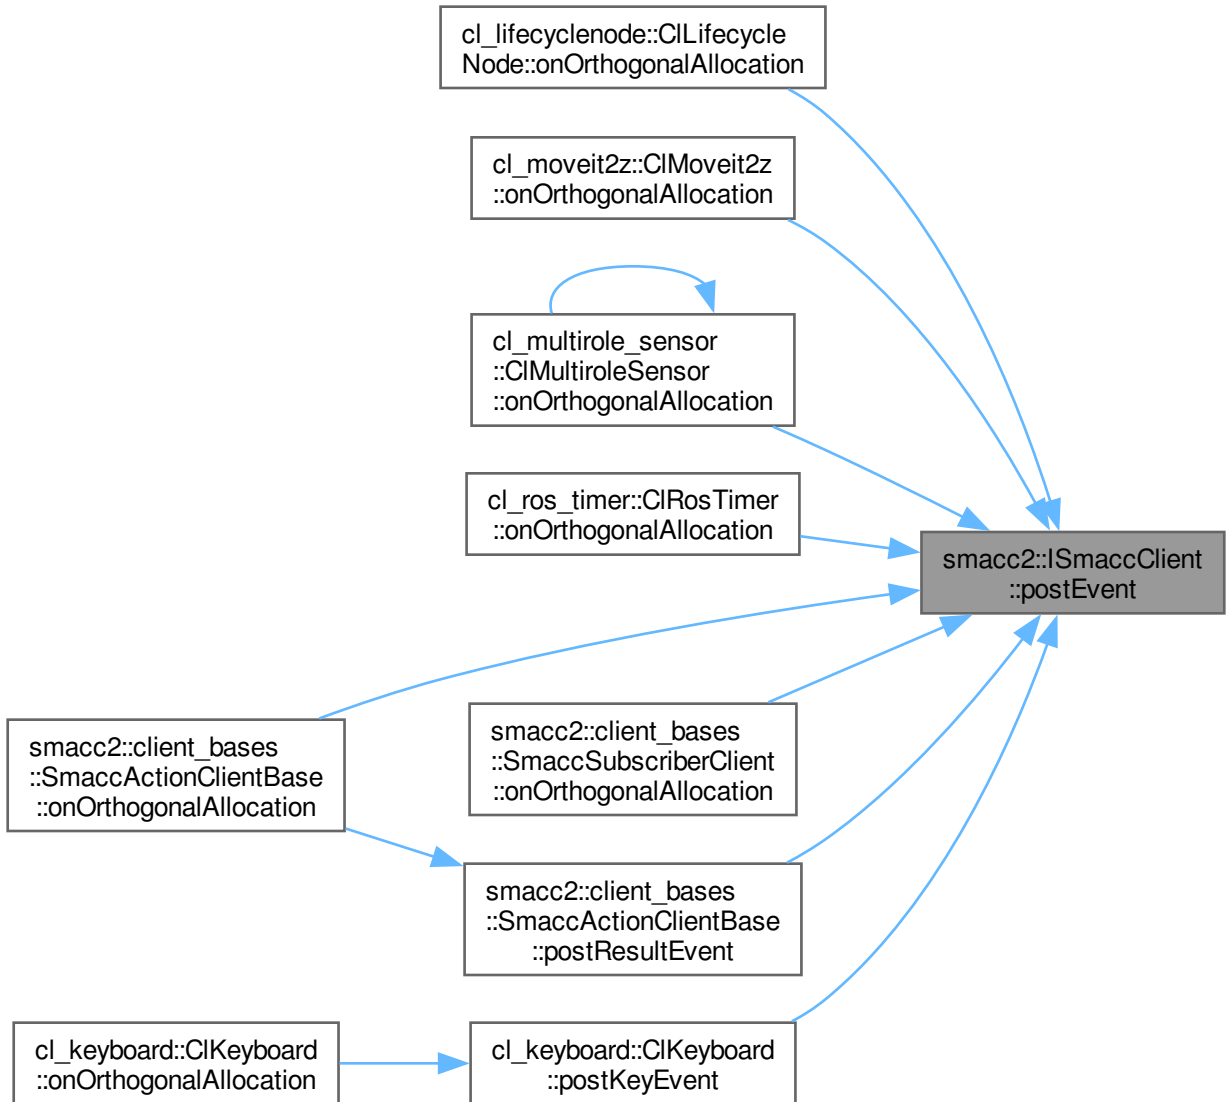 cl_lifecyclenode::ClLifecycle
Node::onOrthogonalAllocation
cl_moveit2z::ClMoveit2z
::onOrthogonalAllocation
cl_multirole_sensor
::ClMultiroleSensor
::onOrthogonalAllocation
cl_ros_timer::ClRosTimer
::onOrthogonalAllocation
smacc2::ISmaccClient
::postEvent
smacc2::client_bases
::SmaccActionClientBase
::onOrthogonalAllocation
smacc2::client_bases
::SmaccSubscriberClient
::onOrthogonalAllocation
smacc2::client_bases
::SmaccActionClientBase
::postResultEvent
cl_keyboard::ClKeyboard
::onOrthogonalAllocation
cl_keyboard::ClKeyboard
::postKeyEvent